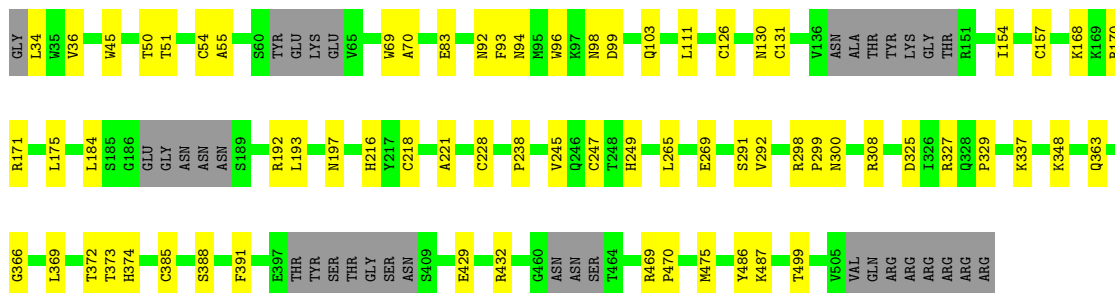 GLY L34 W35 V36 W45 T50 T51 C54 A55 S60 TYR GLU LYS GLU V65 W69 A70 E83 N92 F93 N94 M95 W96 K97 N98 D99 Q103 L111 C126 N130 C131 V136 ASN ALA THR TYR LYS GLY THR R151 I154 C157 K168 K169
R171 L175 L184 S185 G186 GLU GLY ASN ASN ASN S189 R192 L193 N197 H216 Y217 C218 A221 C228 P238 V245 Q246 C247 T248 H249 L265 E269 S291 V292 R298 P299 N300 R308 D325 I326 R327 Q328 P329 K337 K348 Q363
G366 L369 T372 T373 H374 C385 S388 F391 E397 THR TYR SER THR GLY SER ASN S409 E429 R432 G460 ASN ASN SER T464 R469 P470 M475 Y486 K487 T499 V505 VAL GLN ARG ARG ARG ARG ARG ARG